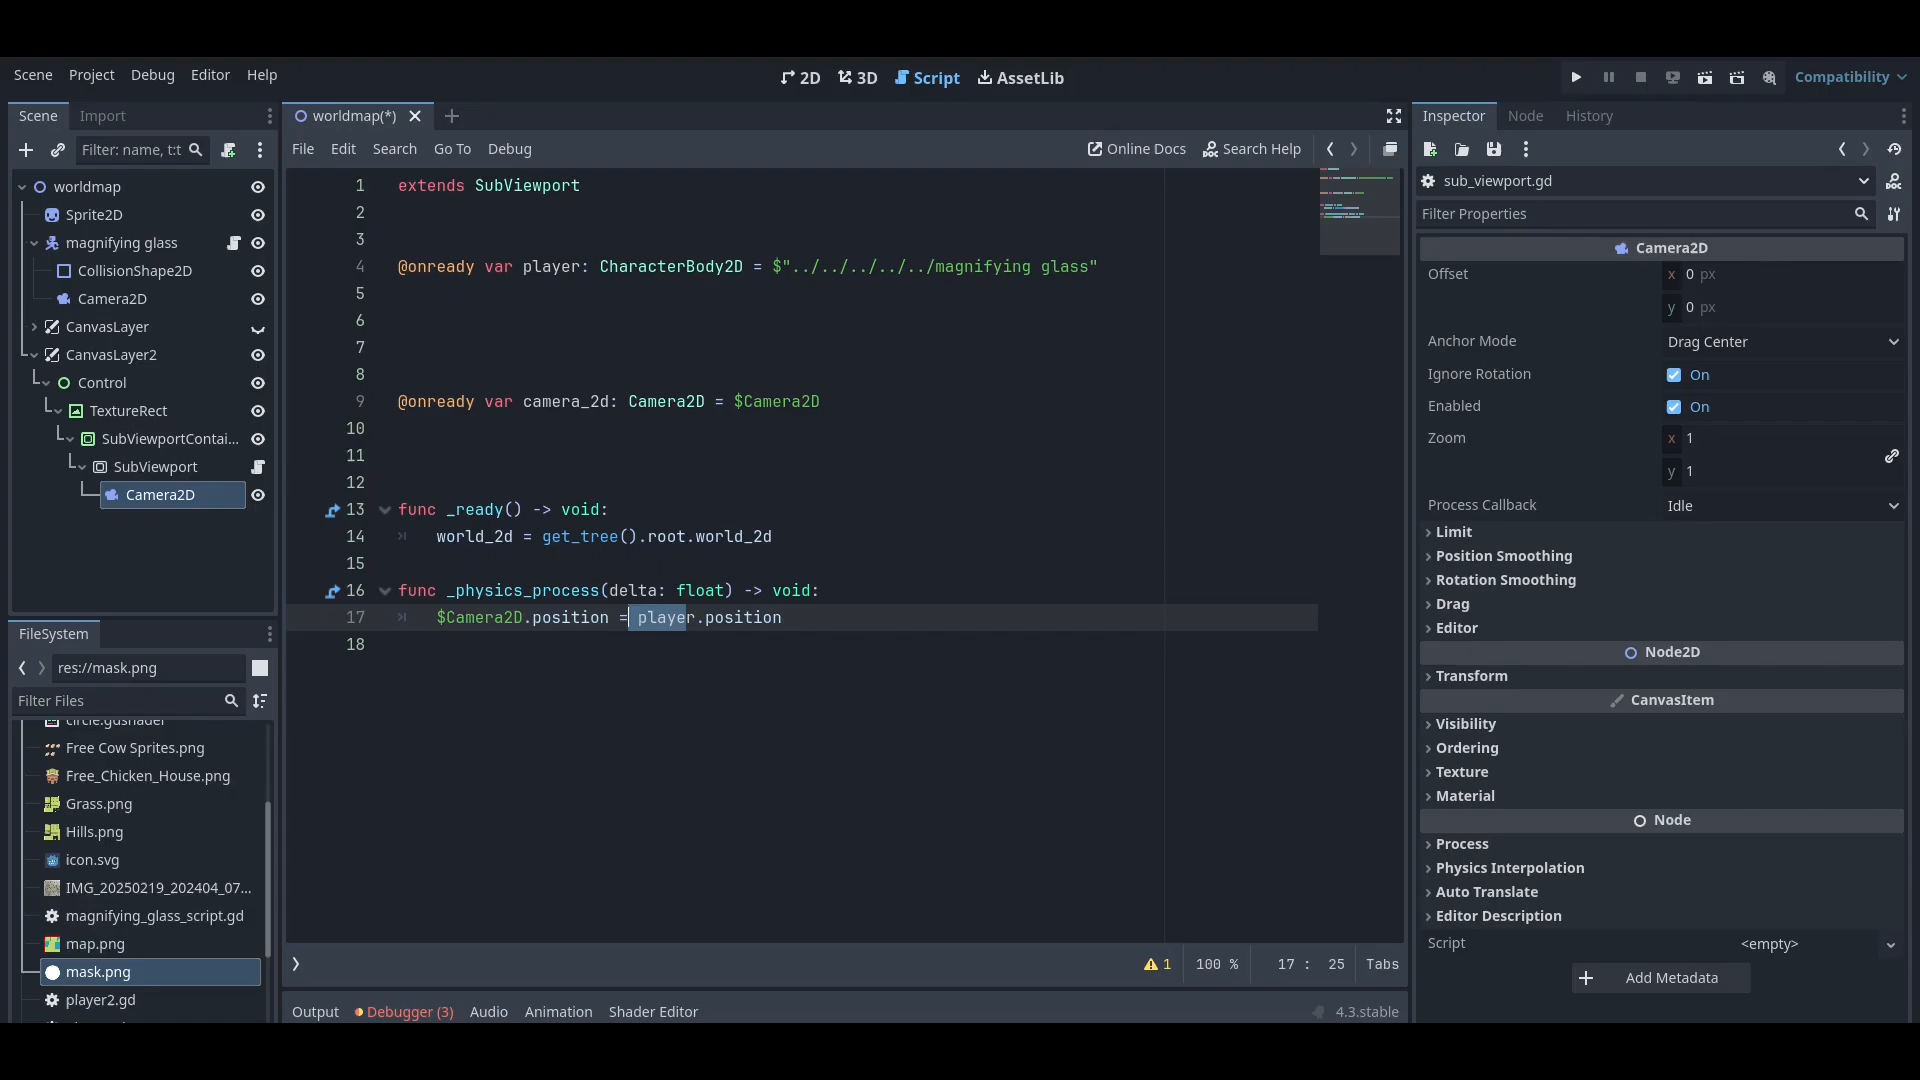 Scene Project Debug Editor Help
2D 3D Script AssetLib
Compatibility
Scene Import
Filter: name, t:t
worldmap
Sprite2D
magnifying glass
CollisionShape2D
Camera2D
CanvasLayer
CanvasLayer2
Control
TextureRect
SubViewportContai...
SubViewport
Camera2D
FileSystem
res://mask.png
Filter Files
circle.gdshader
Free Cow Sprites.png
Free_Chicken_House.png
Grass.png
Hills.png
icon.svg
IMG_20250219_202404_07...
magnifying_glass_script.gd
map.png
mask.png
player2.gd
worldmap(*)
File Edit Search Go To Debug
Online Docs Search Help
1 extends SubViewport
2
3
4 @onready var player: CharacterBody2D = $"../../../../../magnifying glass"
5
6
7
8
9 @onready var camera_2d: Camera2D = $Camera2D
10
11
12
13 func _ready() -> void:
14 world_2d = get_tree().root.world_2d
15
16 func _physics_process(delta: float) -> void:
17 $Camera2D.position = player.position
18
1 100 % 17 : 25 Tabs
Output Debugger (3) Audio Animation Shader Editor 4.3.stable
Inspector Node History
sub_viewport.gd
DOC
Filter Properties
Camera2D
Offset x 0 px
y 0 px
Anchor Mode Drag Center
Ignore Rotation On
Enabled On
Zoom x 1
y 1
Process Callback Idle
Limit
Position Smoothing
Rotation Smoothing
Drag
Editor
Node2D
Transform
CanvasItem
Visibility
Ordering
Texture
Material
Node
Process
Physics Interpolation
Auto Translate
Editor Description
Script <empty>
Add Metadata